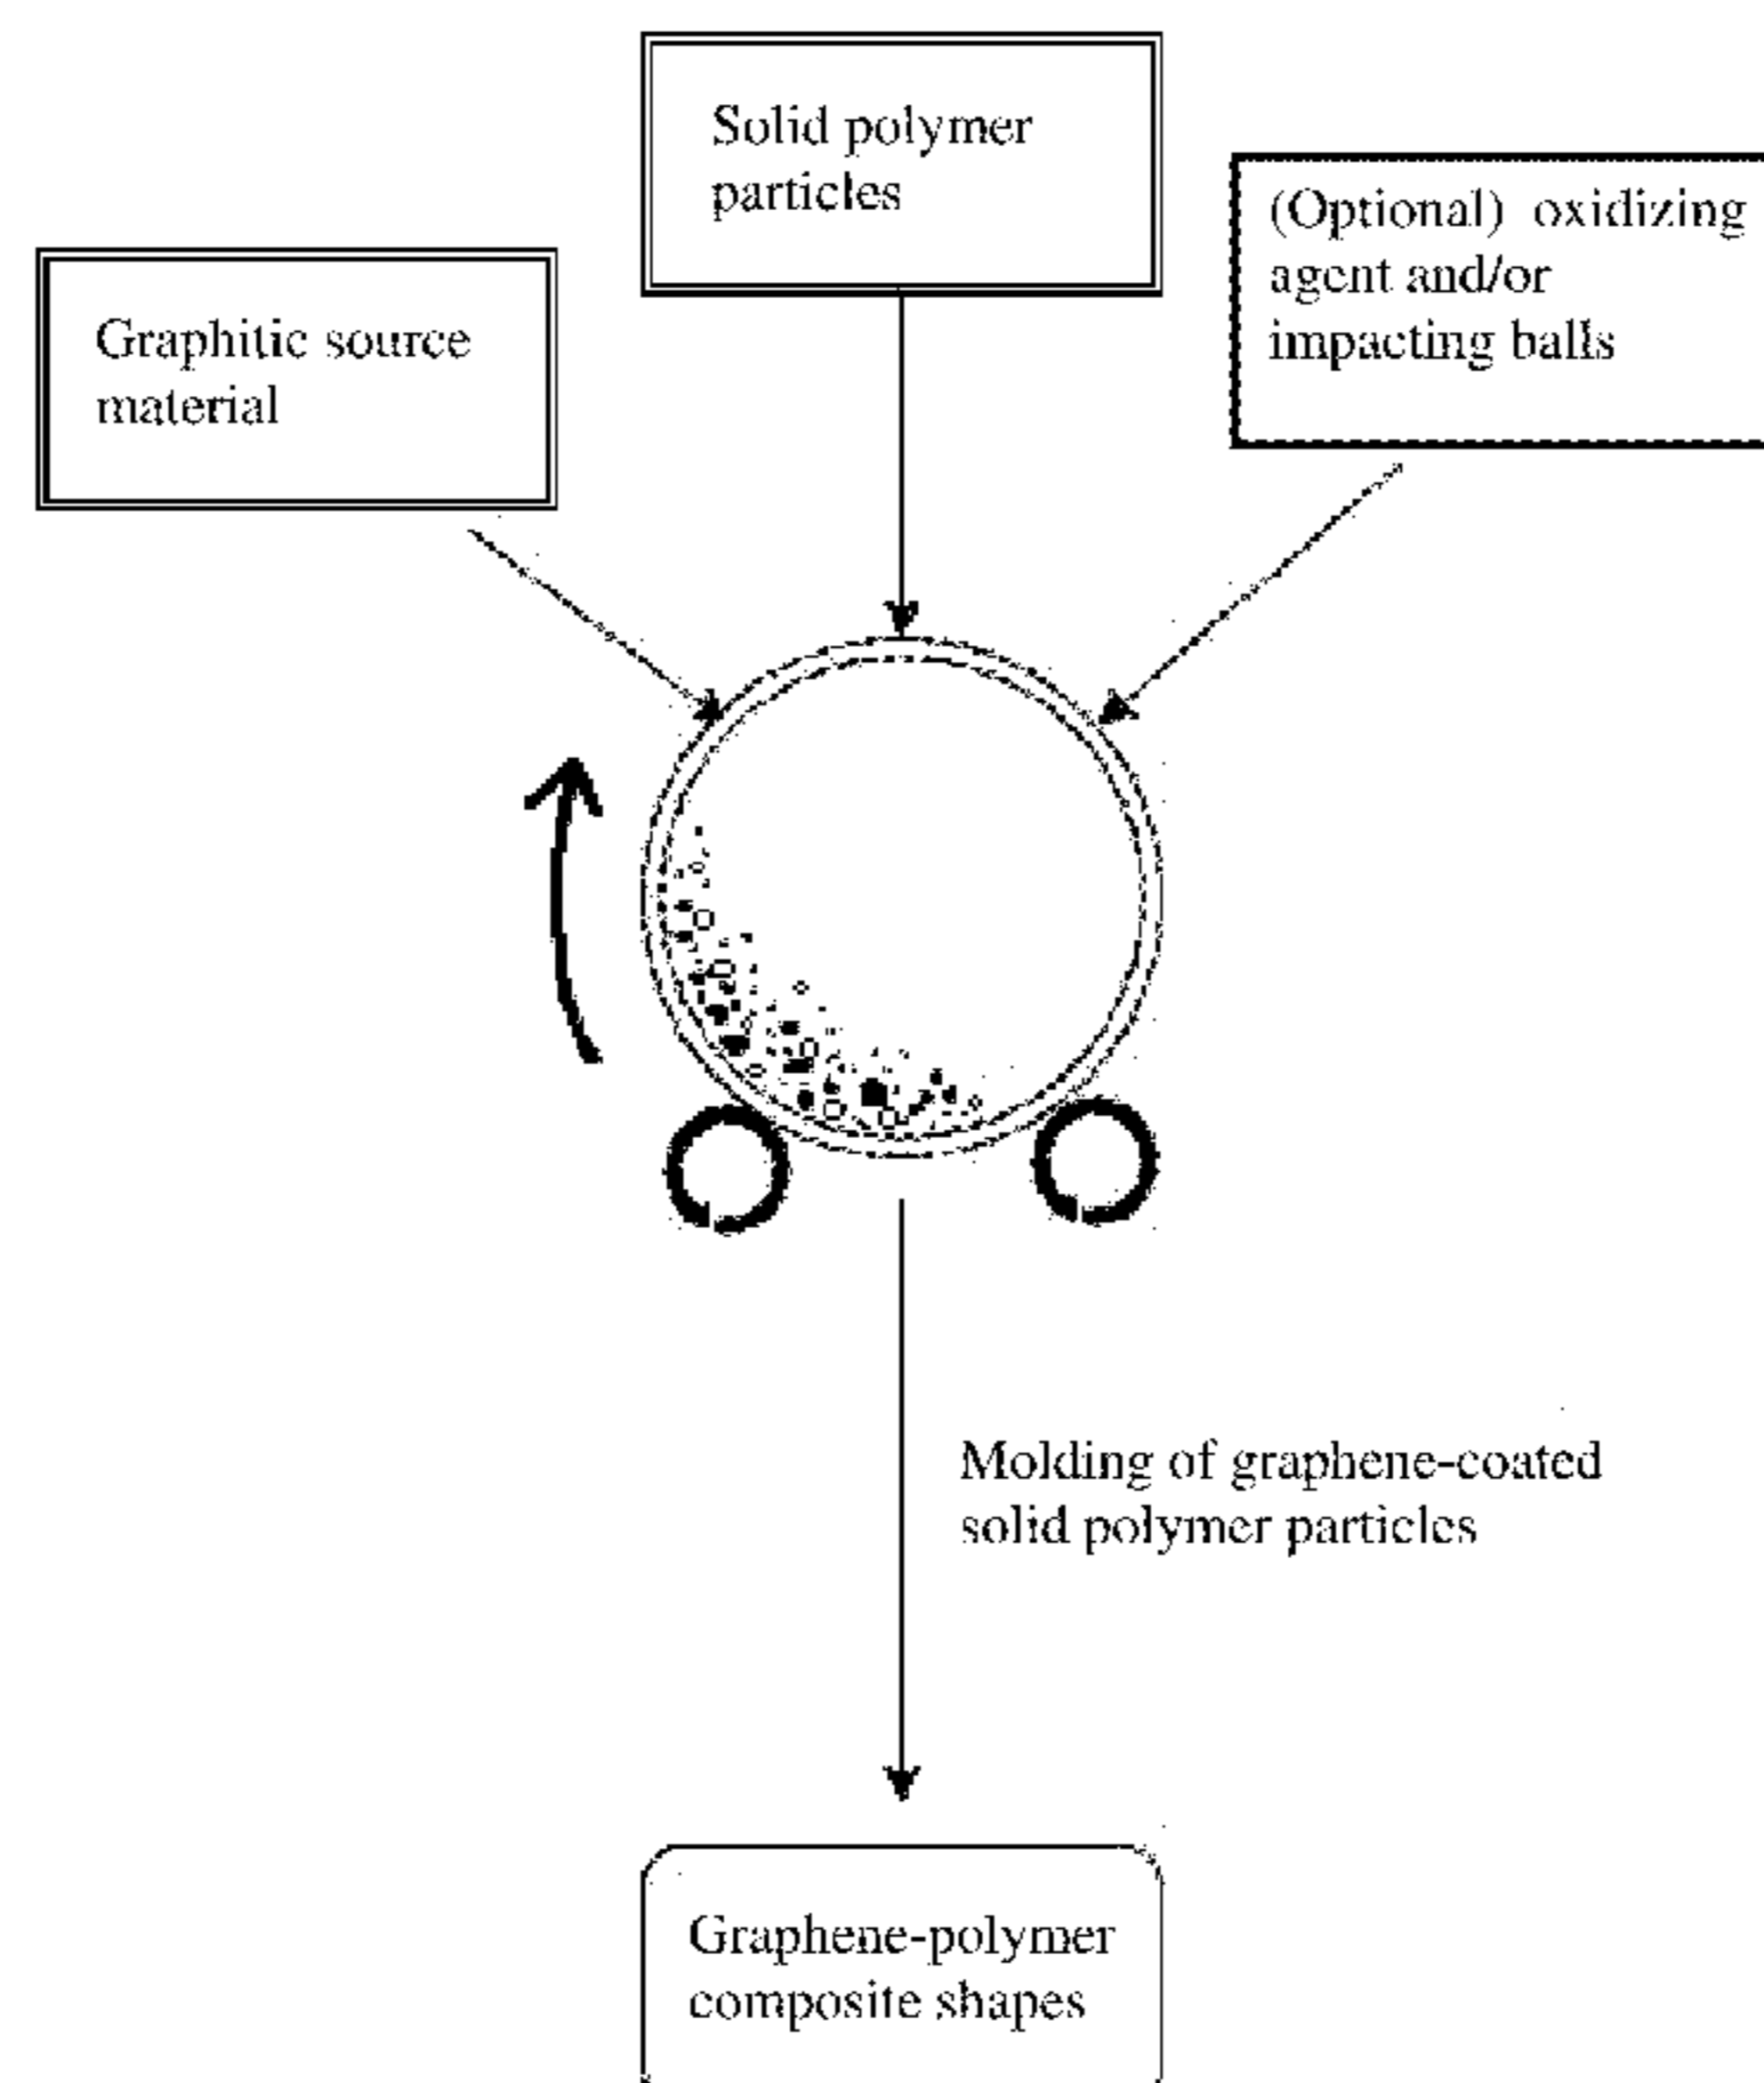 Solid polymer
particles
(Optional) oxidizing
agent and/or
impacting balls
Graphitic source
material
Molding of graphene-coated
solid polymer particles
Graphene-polymer
composite shapes